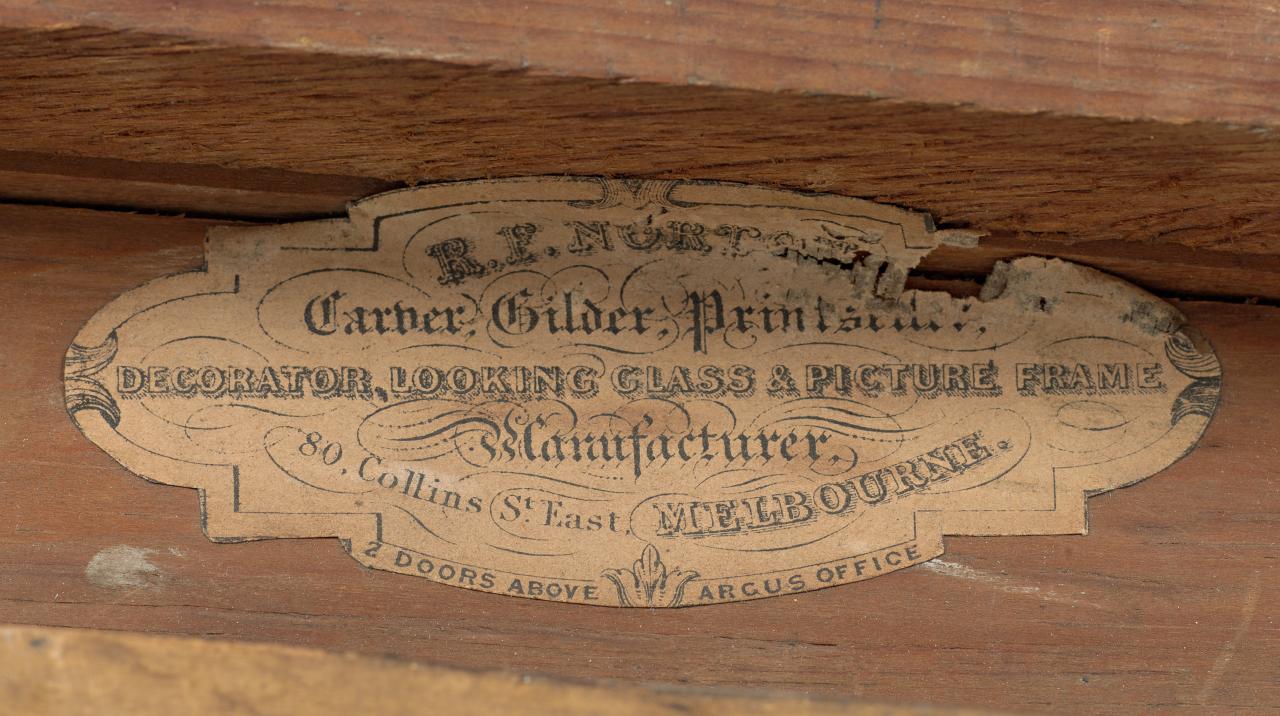 R. F. NORTON
Carver, Gilder, Printseller,
DECORATOR, LOOKING GLASS & PICTURE FRAME
Manufacturer,
80, Collins St East, MELBOURNE.
2 DOORS ABOVE ARGUS OFFICE